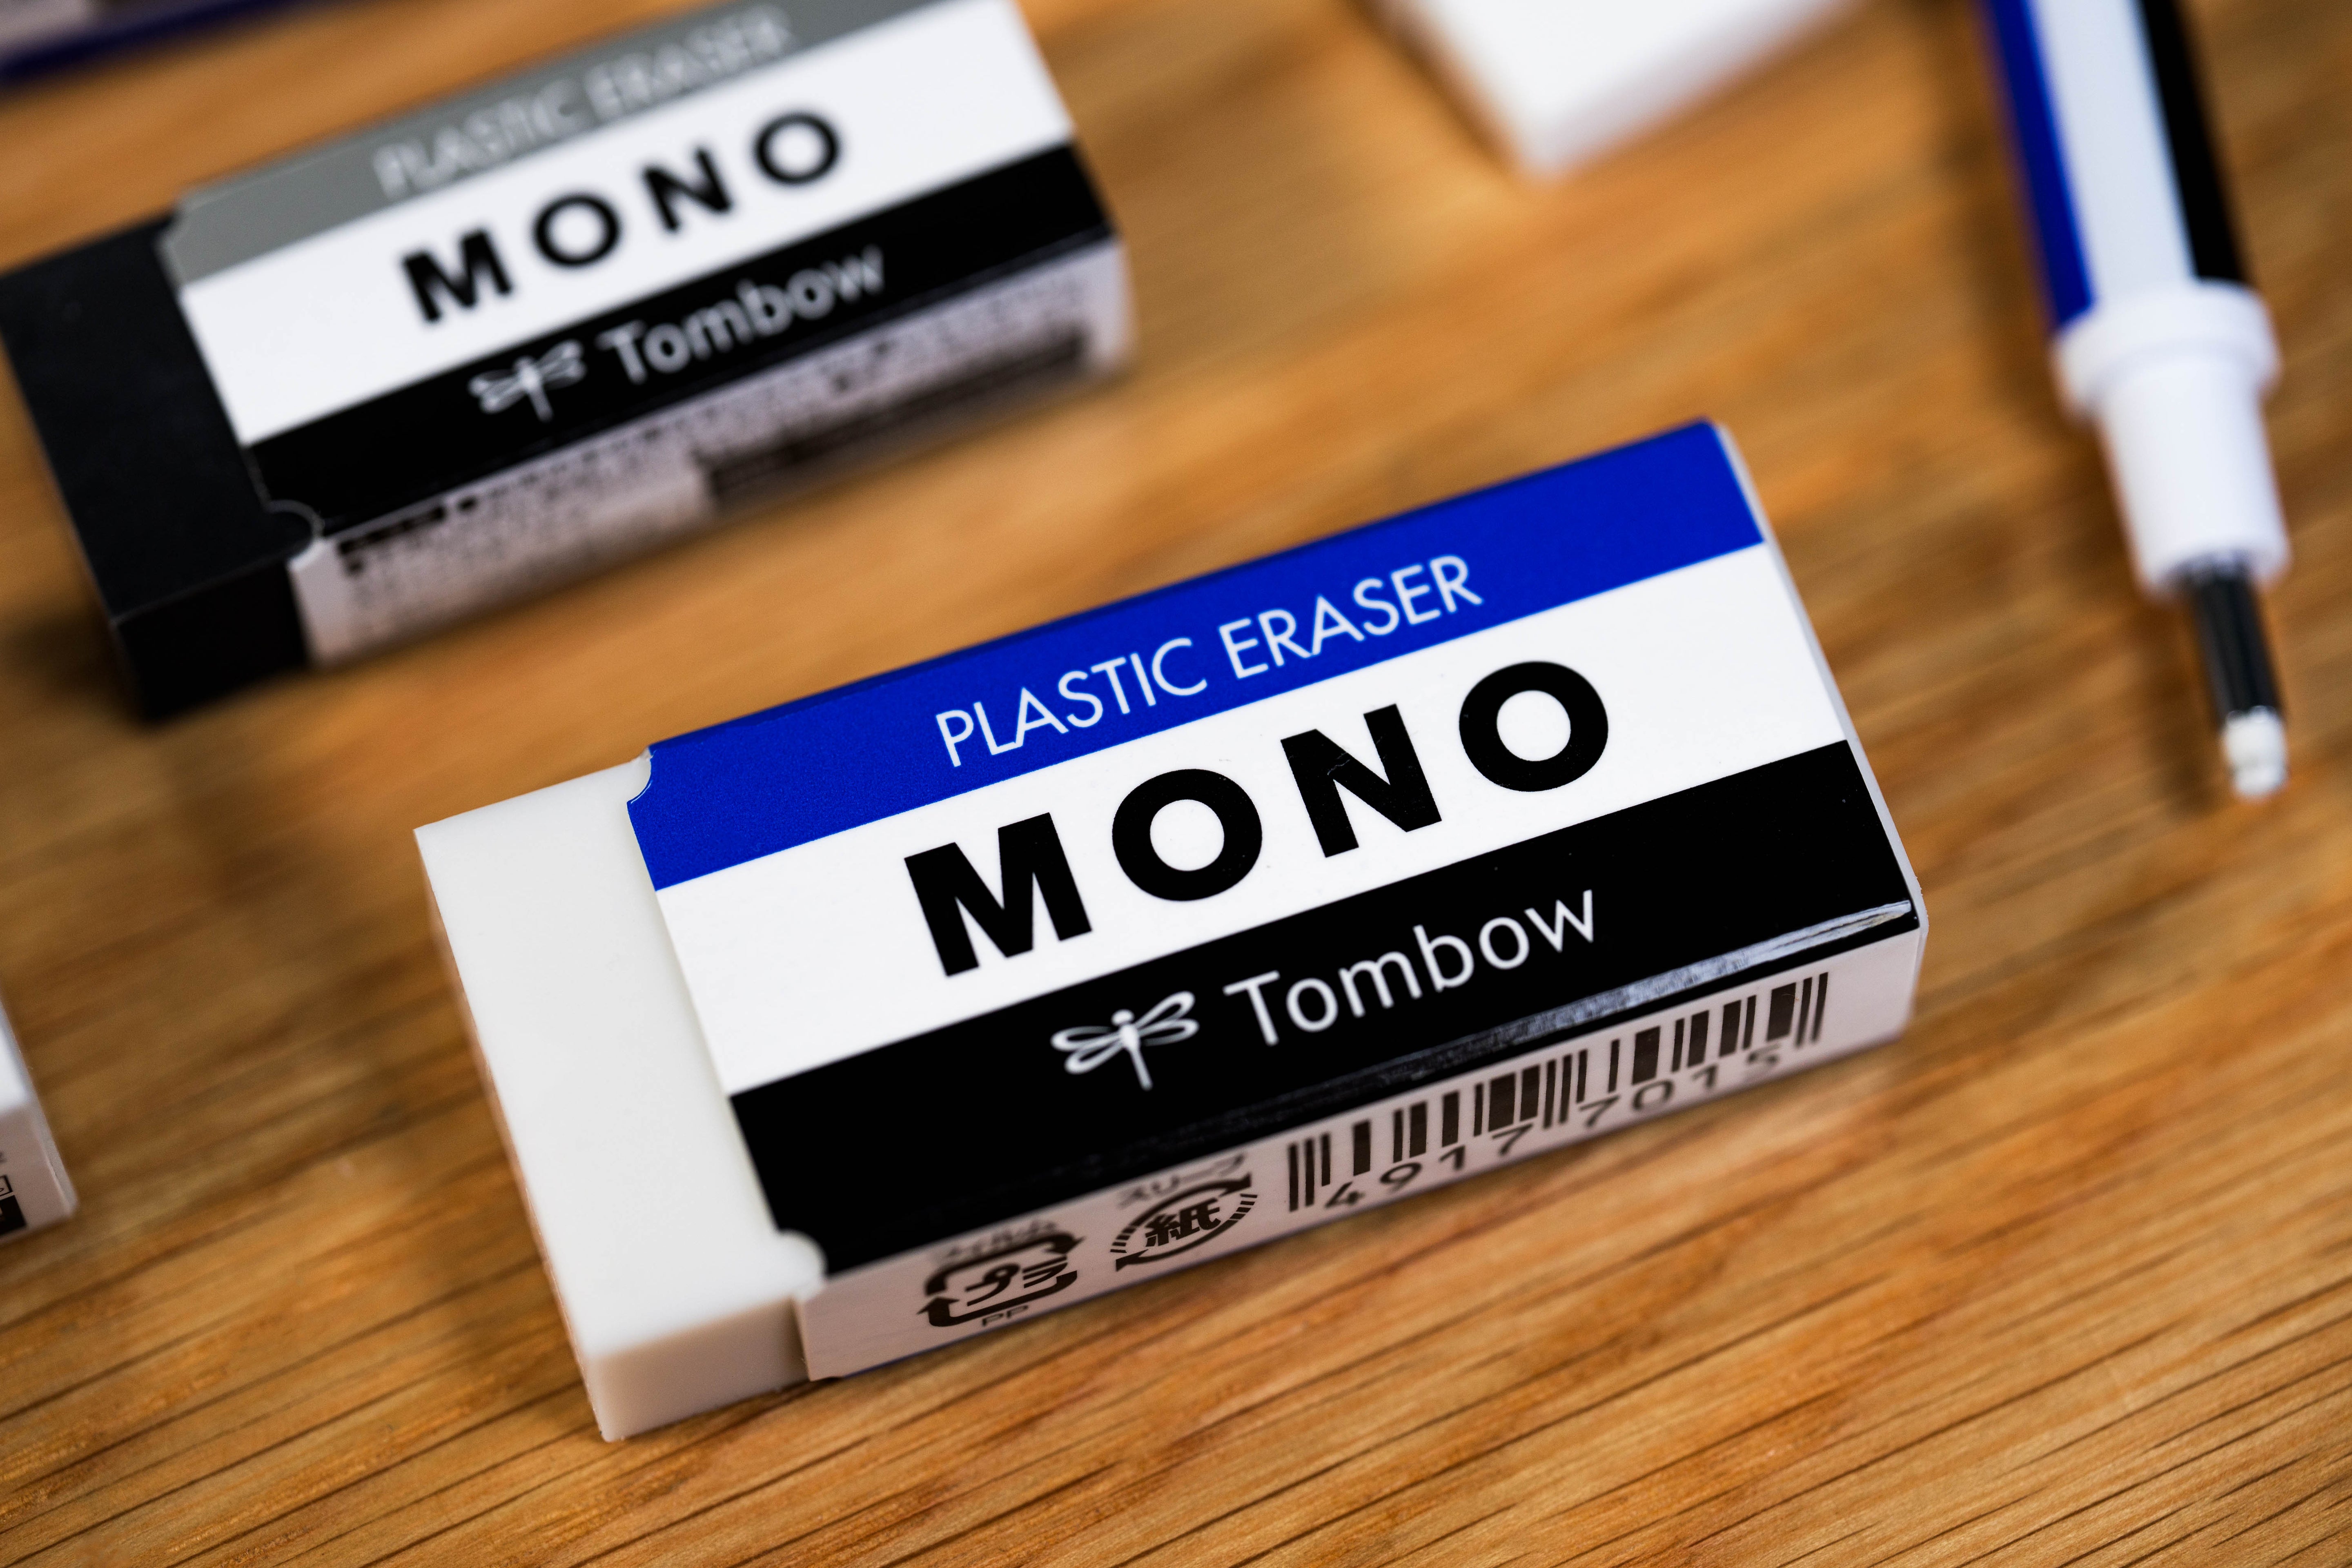 PLASTIC ERASER
MONO
Tombow
PLASTIC ERASER
MONO
Tombow
プラ
PP
スリーブ
紙
4917 7015